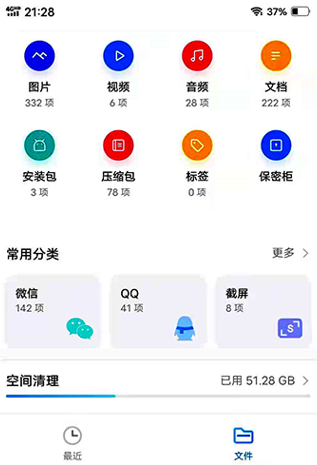 4G 21:28 37%
图片 视频 音频 文档
332 项 6 项 28 项 222 项
安装包 压缩包 标签 保密柜
3 项 78 项 0 项
常用分类 更多
微信 QQ 截屏
142 项 41 项 8 项
S
空间清理 已用 51.28 GB
最近 文件